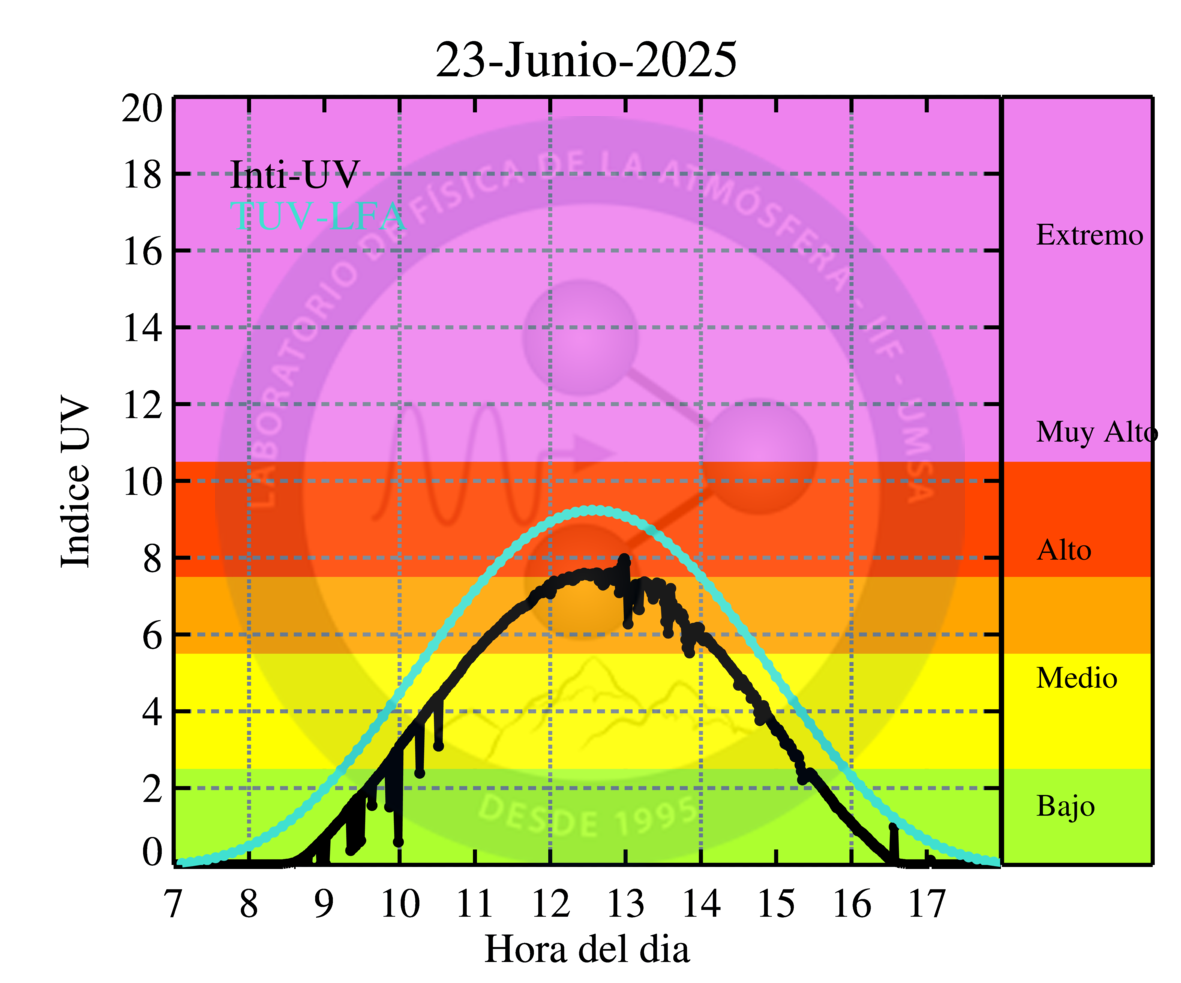 23-Junio-2025
20
18
16
14
12
10
8
6
4
2
0
Indice UV
Inti-UV
TUV-LFA
LABORATORIO DE FÍSICA DE LA ATMÓSFERA - IIF - UMSA
DESDE 1995
Extremo
Muy Alto
Alto
Medio
Bajo
7 8 9 10 11 12 13 14 15 16 17
Hora del dia